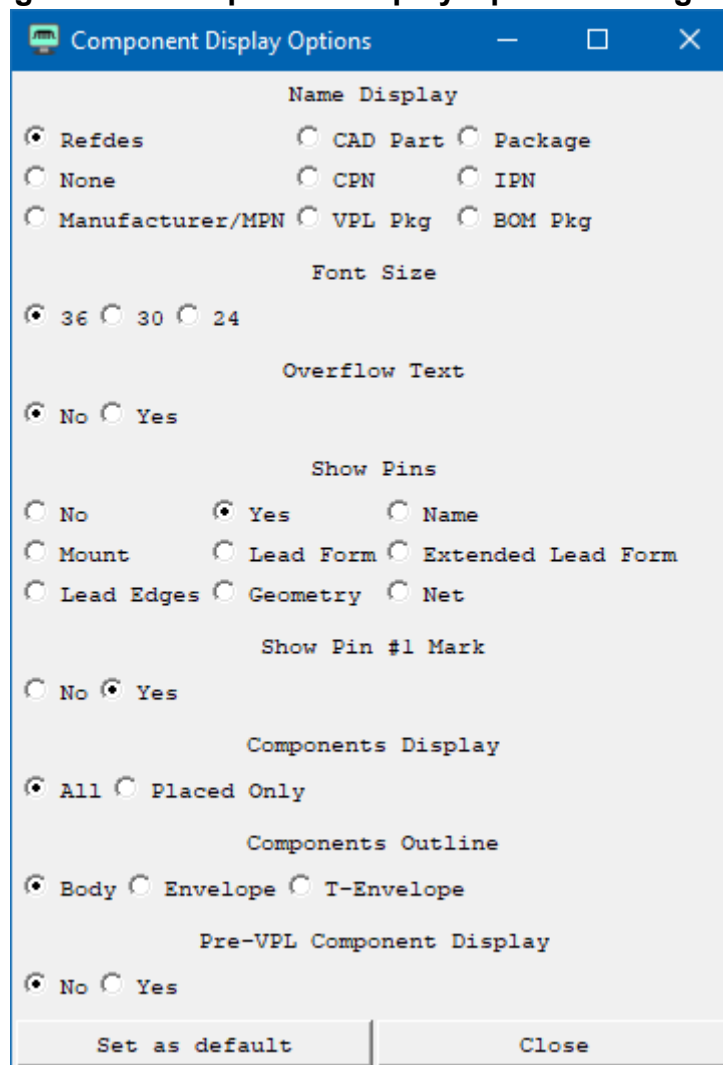 Component Display Options
Name Display
Refdes CAD Part Package
None CPN IPN
Manufacturer/MPN VPL Pkg BOM Pkg
Font Size
36 30 24
Overflow Text
No Yes
Show Pins
No Yes Name
Mount Lead Form Extended Lead Form
Lead Edges Geometry Net
Show Pin #1 Mark
No Yes
Components Display
All Placed Only
Components Outline
Body Envelope T-Envelope
Pre-VPL Component Display
No Yes
Set as default Close